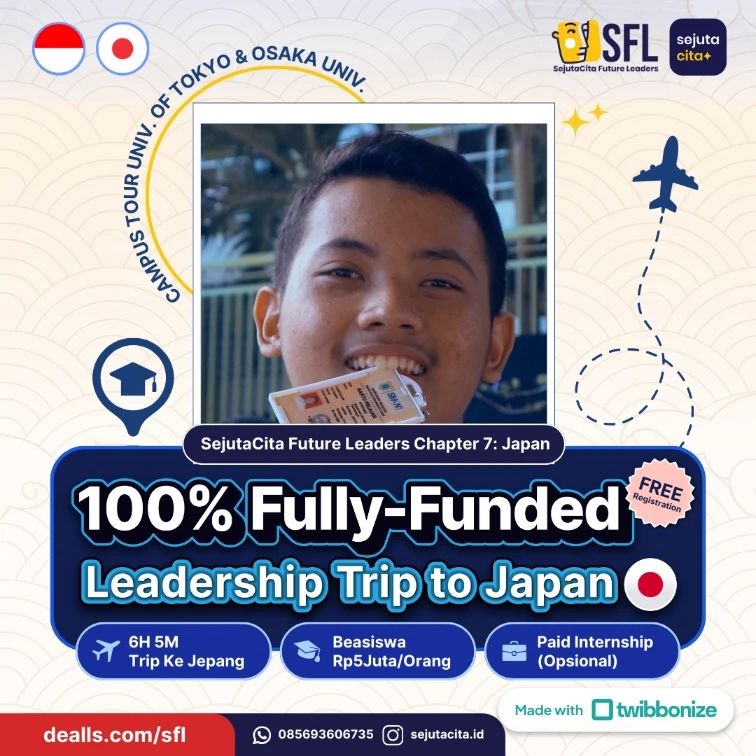 SFL
SejutaCita Future Leaders
sejuta
cita
CAMPUS TOUR UNIV. OF TOKYO & OSAKA UNIV.
KARTU PELAJAR
SejutaCita Future Leaders Chapter 7: Japan
100% Fully-Funded
FREE
Registration
Leadership Trip to Japan
6H 5M
Trip Ke Jepang
Beasiswa
Rp5Juta/Orang
Paid Internship
(Opsional)
Made with twibbonize
dealls.com/sfl
085693606735
sejutacita.id